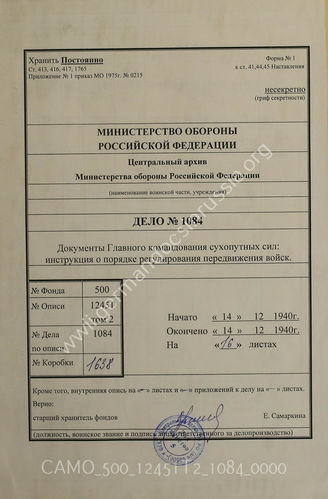 Хранить Постоянно
Форма № 1
Ст. 413, 416, 417, 1765
к ст. 41,44,45 Наставления
Приложение № 1 приказ МО 1975г. № 0215
несекретно
(гриф секретности)
МИНИСТЕРСТВО ОБОРОНЫ
РОССИЙСКОЙ ФЕДЕРАЦИИ
Центральный архив
Министерства обороны Российской Федерации
(наименование воинской части, учреждения)
ДЕЛО № 1084
Документы Главного командования сухопутных сил:
инструкция о порядке регулирования передвижения войск.
№ Фонда 500
№ Описи 12451
том 2
№ Дела 1084
по описи
№ Коробки 1638
Начато « 14 » 12 1940г.
Окончено « 14 » 12 1940г.
На «16» листах
Кроме того, внутренняя опись на «–» листах и «– приложений к делу на «– листах.
Верно:
старший хранитель фондов Е. Самаркина
(должность, воинское звание и подпись ответственного за делопроизводство)
CAMO_500_12451T2_1084_0000